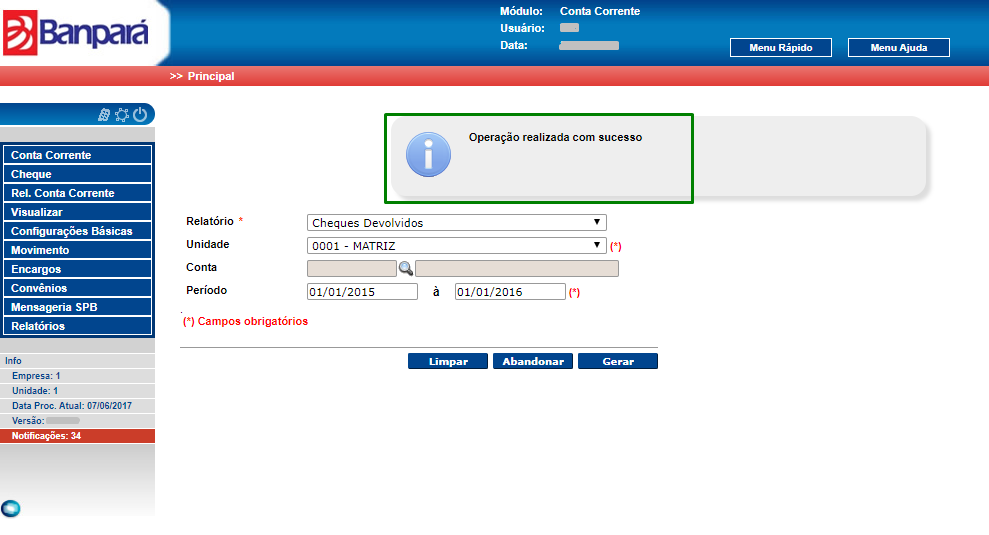 Banpará
Módulo: Conta Corrente
Usuário:
Data:
Menu Rápido
Menu Ajuda
>> Principal
Conta Corrente
Cheque
Rel. Conta Corrente
Visualizar
Configurações Básicas
Movimento
Encargos
Convênios
Mensageria SPB
Relatórios
Info
Empresa: 1
Unidade: 1
Data Proc. Atual: 07/06/2017
Versão:
Notificações: 34
Operação realizada com sucesso
Relatório * Cheques Devolvidos
Unidade 0001 - MATRIZ (*)
Conta
Período 01/01/2015 à 01/01/2016 (*)
(*) Campos obrigatórios
Limpar Abandonar Gerar